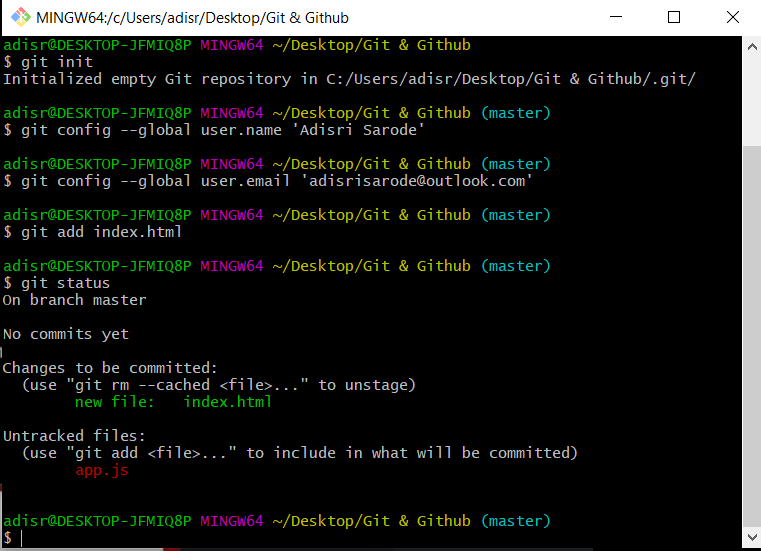 MINGW64:/c/Users/adisr/Desktop/Git & Github
adisr@DESKTOP-JFMIQ8P MINGW64 ~/Desktop/Git & Github
$ git init
Initialized empty Git repository in C:/Users/adisr/Desktop/Git & Github/.git/
adisr@DESKTOP-JFMIQ8P MINGW64 ~/Desktop/Git & Github (master)
$ git config --global user.name 'Adisri Sarode'
adisr@DESKTOP-JFMIQ8P MINGW64 ~/Desktop/Git & Github (master)
$ git config --global user.email 'adisrisarode@outlook.com'
adisr@DESKTOP-JFMIQ8P MINGW64 ~/Desktop/Git & Github (master)
$ git add index.html
adisr@DESKTOP-JFMIQ8P MINGW64 ~/Desktop/Git & Github (master)
$ git status
On branch master
No commits yet
Changes to be committed:
  (use "git rm --cached <file>..." to unstage)
        new file:   index.html
Untracked files:
  (use "git add <file>..." to include in what will be committed)
        app.js
adisr@DESKTOP-JFMIQ8P MINGW64 ~/Desktop/Git & Github (master)
$